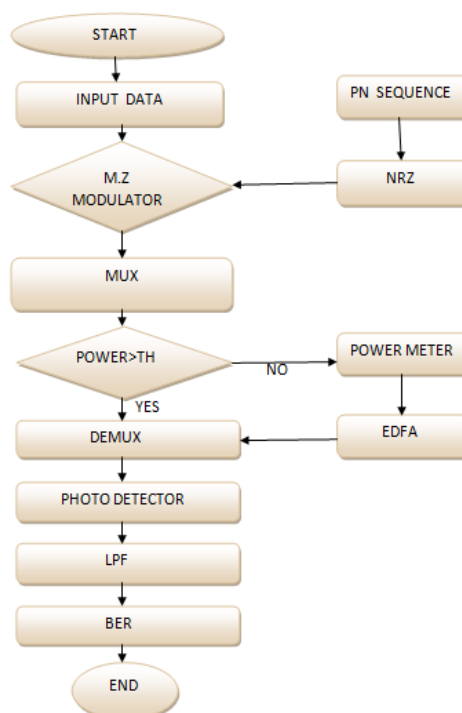 START
INPUT DATA
PN SEQUENCE
M.Z
MODULATOR
NRZ
MUX
POWER>TH
NO
POWER METER
YES
DEMUX
EDFA
PHOTO DETECTOR
LPF
BER
END